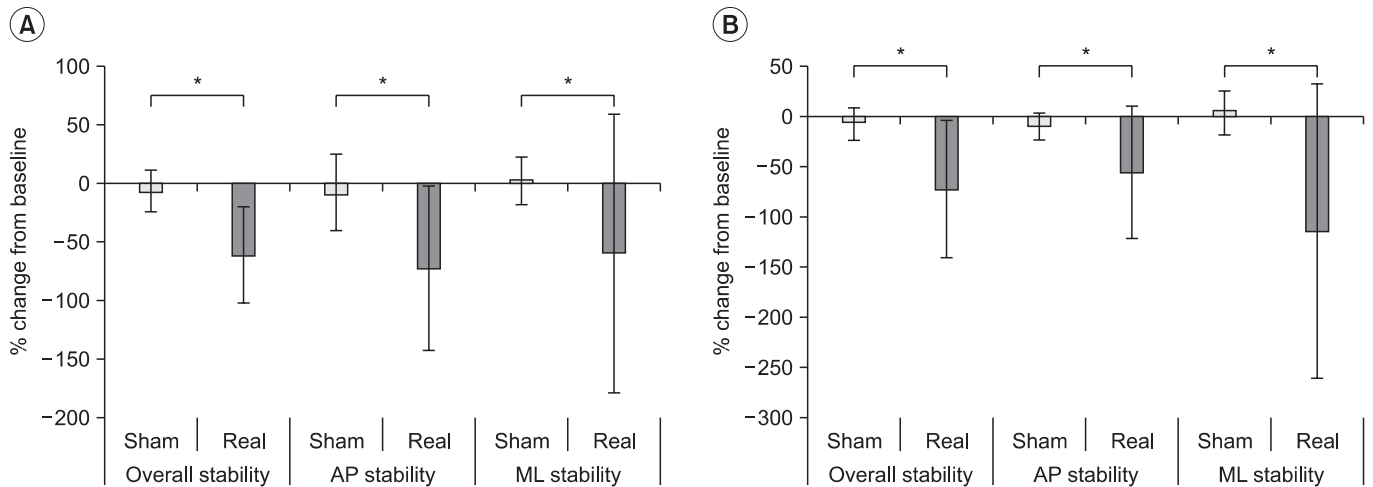 A
% change from baseline
100
50
0
−50
−100
−150
−200
* * *
Sham Real Sham Real Sham Real
Overall stability AP stability ML stability
B
% change from baseline
50
0
−50
−100
−150
−200
−250
−300
* * *
Sham Real Sham Real Sham Real
Overall stability AP stability ML stability